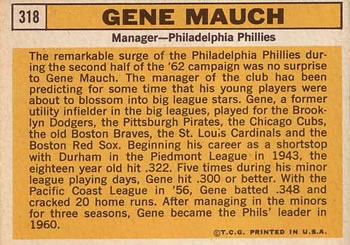 318
GENE MAUCH
Manager—Philadelphia Phillies
The remarkable surge of the Philadelphia Phillies dur-
ing the second half of the '62 campaign was no surprise
to Gene Mauch. The manager of the club had been
predicting for some time that his young players were
about to blossom into big league stars. Gene, a former
utility infielder in the big leagues, played for the Brook-
lyn Dodgers, the Pittsburgh Pirates, the Chicago Cubs,
the old Boston Braves, the St. Louis Cardinals and the
Boston Red Sox. Beginning his career as a shortstop
with Durham in the Piedmont League in 1943, the
eighteen year old hit .322. Five times during his minor
league playing days, Gene hit .300 or better. With the
Pacific Coast League in '56, Gene batted .348 and
cracked 20 home runs. After managing in the minors
for three seasons, Gene became the Phils' leader in
1960.
©T.C.G. PRINTED IN U.S.A.